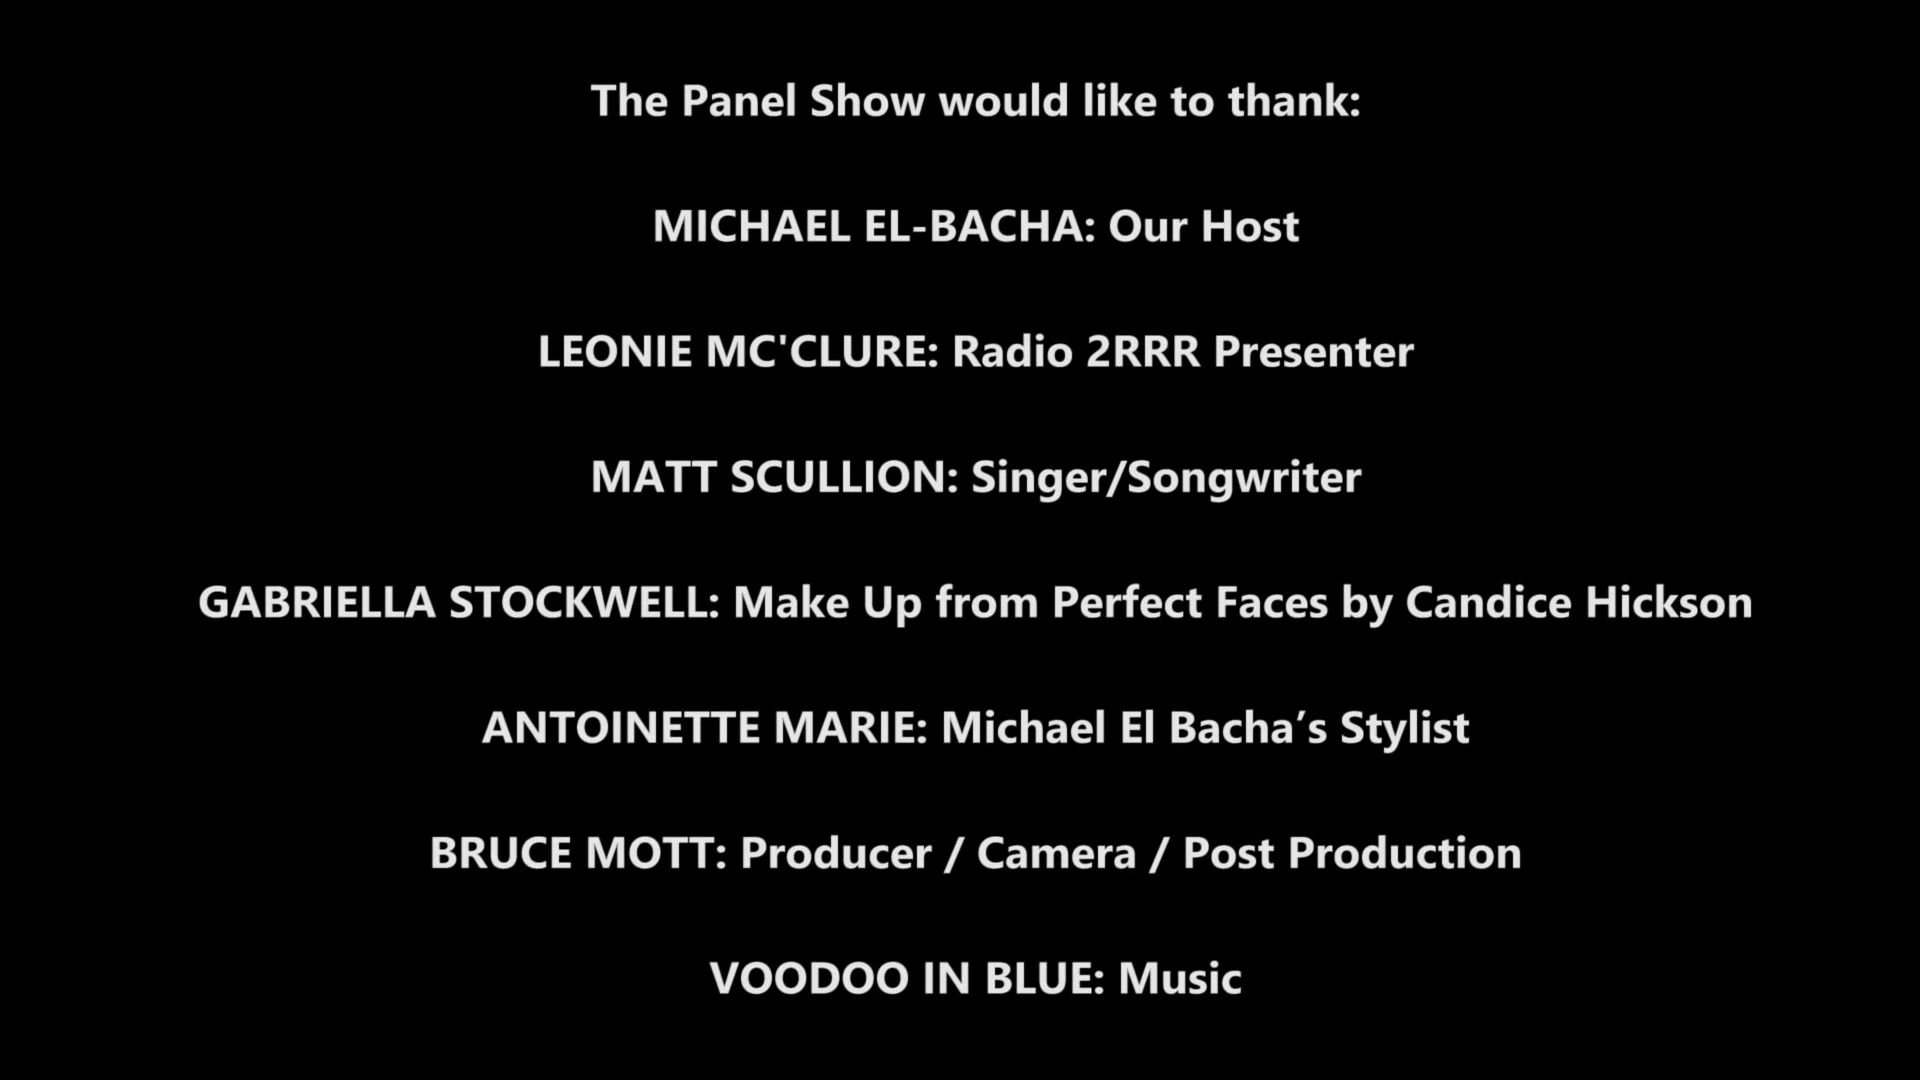 The Panel Show would like to thank:
MICHAEL EL-BACHA: Our Host
LEONIE MC'CLURE: Radio 2RRR Presenter
MATT SCULLION: Singer/Songwriter
GABRIELLA STOCKWELL: Make Up from Perfect Faces by Candice Hickson
ANTOINETTE MARIE: Michael El Bacha’s Stylist
BRUCE MOTT: Producer / Camera / Post Production
VOODOO IN BLUE: Music